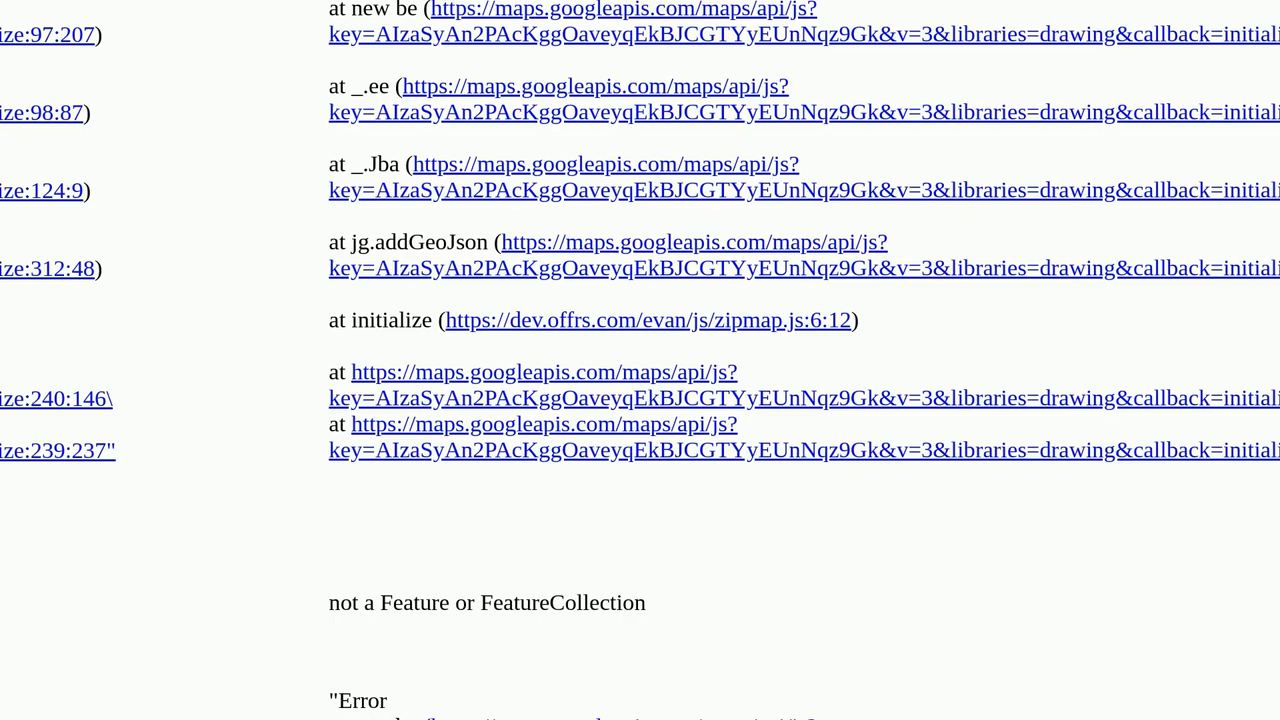 at new be (https://maps.googleapis.com/maps/api/js?
ize:97:207) key=AIzaSyAn2PAcKggOaveyqEkBJCGTYyEUnNqz9Gk&v=3&libraries=drawing&callback=initiali
at _.ee (https://maps.googleapis.com/maps/api/js?
ize:98:87) key=AIzaSyAn2PAcKggOaveyqEkBJCGTYyEUnNqz9Gk&v=3&libraries=drawing&callback=initiali
at _.Jba (https://maps.googleapis.com/maps/api/js?
ize:124:9) key=AIzaSyAn2PAcKggOaveyqEkBJCGTYyEUnNqz9Gk&v=3&libraries=drawing&callback=initiali
at jg.addGeoJson (https://maps.googleapis.com/maps/api/js?
ize:312:48) key=AIzaSyAn2PAcKggOaveyqEkBJCGTYyEUnNqz9Gk&v=3&libraries=drawing&callback=initiali
at initialize (https://dev.offrs.com/evan/js/zipmap.js:6:12)
at https://maps.googleapis.com/maps/api/js?
ize:240:146\ key=AIzaSyAn2PAcKggOaveyqEkBJCGTYyEUnNqz9Gk&v=3&libraries=drawing&callback=initiali
at https://maps.googleapis.com/maps/api/js?
ize:239:237" key=AIzaSyAn2PAcKggOaveyqEkBJCGTYyEUnNqz9Gk&v=3&libraries=drawing&callback=initiali
not a Feature or FeatureCollection
"Error